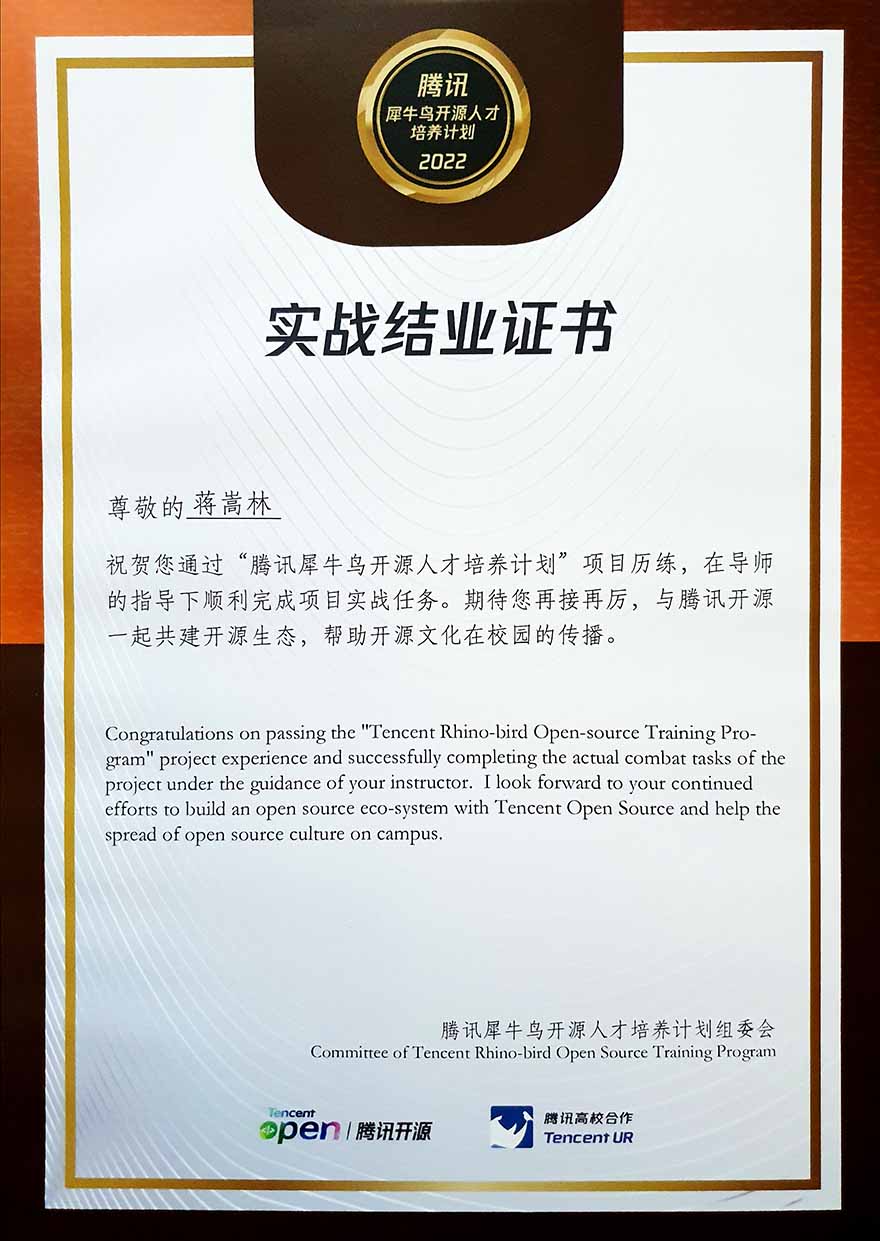 腾讯
犀牛鸟开源人才
培养计划
2022
实战结业证书
尊敬的 蒋嵩林
祝贺您通过“腾讯犀牛鸟开源人才培养计划”项目历练，在导师
的指导下顺利完成项目实战任务。期待您再接再厉，与腾讯开源
一起共建开源生态，帮助开源文化在校园的传播。
Congratulations on passing the "Tencent Rhino-bird Open-source Training Pro-
gram" project experience and successfully completing the actual combat tasks of the
project under the guidance of your instructor. I look forward to your continued
efforts to build an open source eco-system with Tencent Open Source and help the
spread of open source culture on campus.
腾讯犀牛鸟开源人才培养计划组委会
Committee of Tencent Rhino-bird Open Source Training Program
Tencent
open | 腾讯开源
腾讯高校合作
Tencent UR